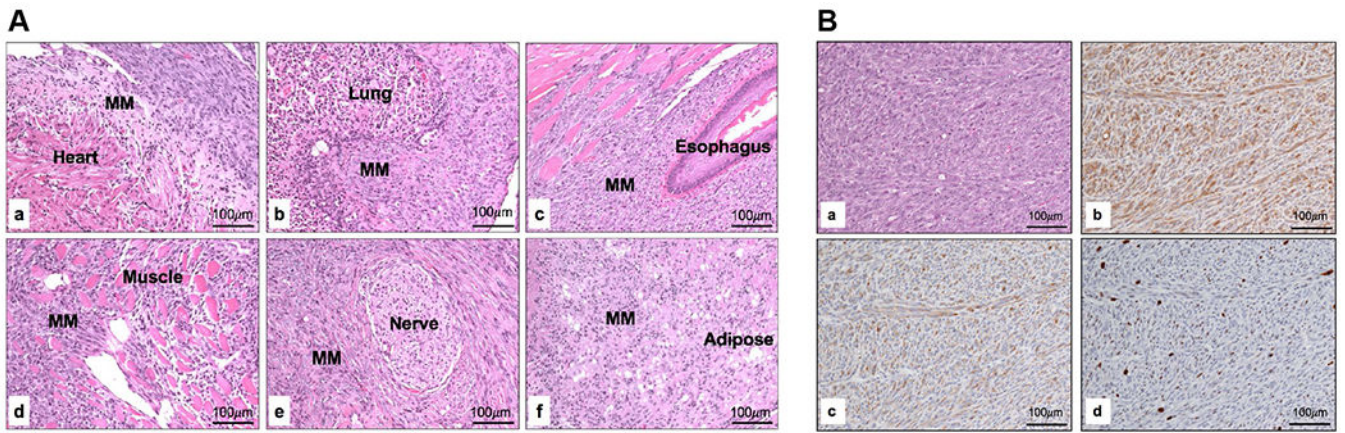 A
MM
Heart
a
100μm
Lung
MM
b
100μm
Esophagus
MM
c
100μm
Muscle
MM
d
100μm
Nerve
MM
e
100μm
MM
Adipose
f
100μm
B
a
100μm
b
100μm
c
100μm
d
100μm